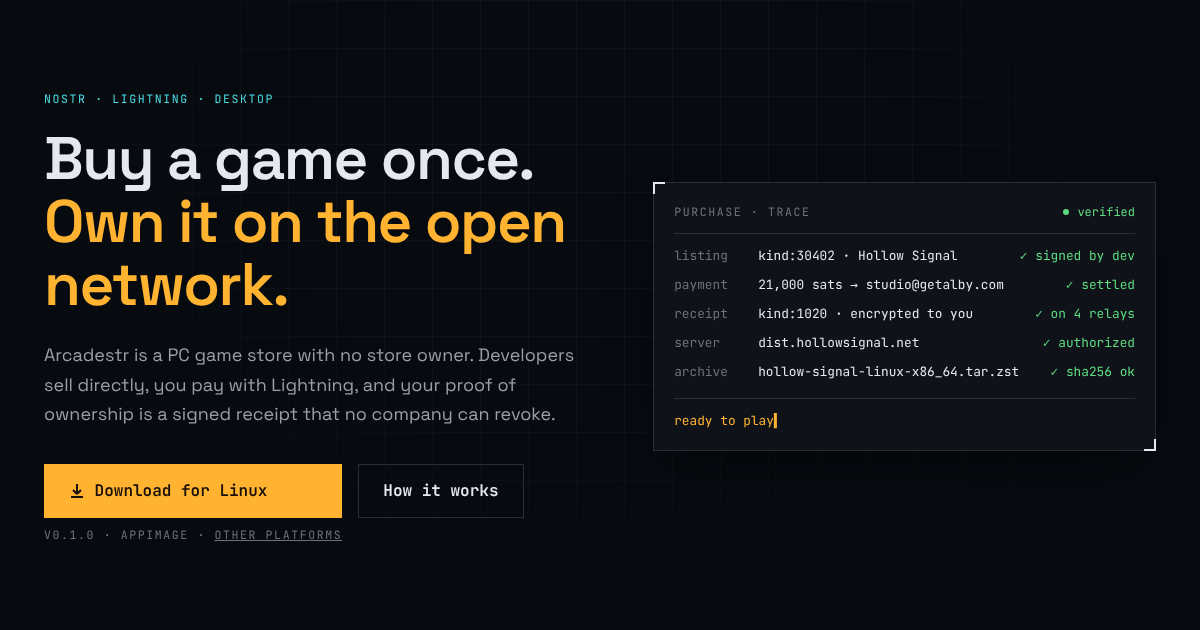 NOSTR · LIGHTNING · DESKTOP
Buy a game once.
Own it on the open
network.
Arcadestr is a PC game store with no store owner. Developers
sell directly, you pay with Lightning, and your proof of
ownership is a signed receipt that no company can revoke.
Download for Linux
How it works
V0.1.0 · APPIMAGE · OTHER PLATFORMS
PURCHASE · TRACE
● verified
listing kind:30402 · Hollow Signal ✓ signed by dev
payment 21,000 sats → studio@getalby.com ✓ settled
receipt kind:1020 · encrypted to you ✓ on 4 relays
server dist.hollowsignal.net ✓ authorized
archive hollow-signal-linux-x86_64.tar.zst ✓ sha256 ok
ready to play